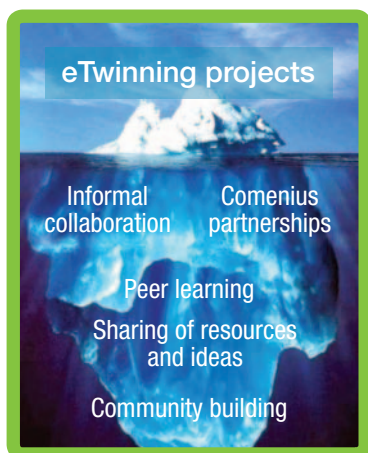 eTwinning projects
Informal
collaboration
Comenius
partnerships
Peer learning
Sharing of resources
and ideas
Community building